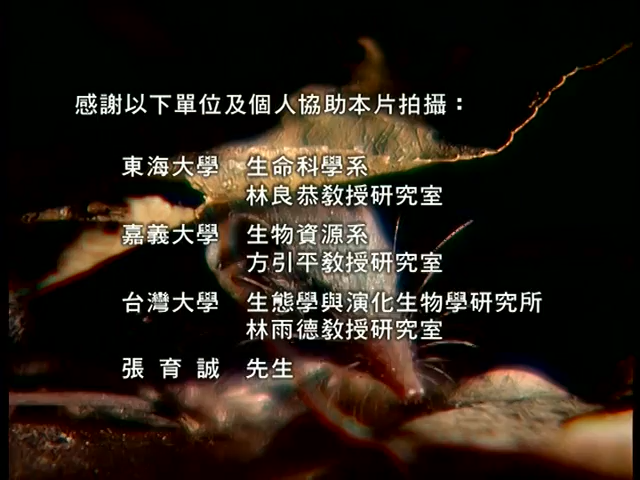 感謝以下單位及個人協助本片拍攝：
東海大學 生命科學系
林良恭教授研究室
嘉義大學 生物資源系
方引平教授研究室
台灣大學 生態學與演化生物學研究所
林雨德教授研究室
張 育 誠 先生